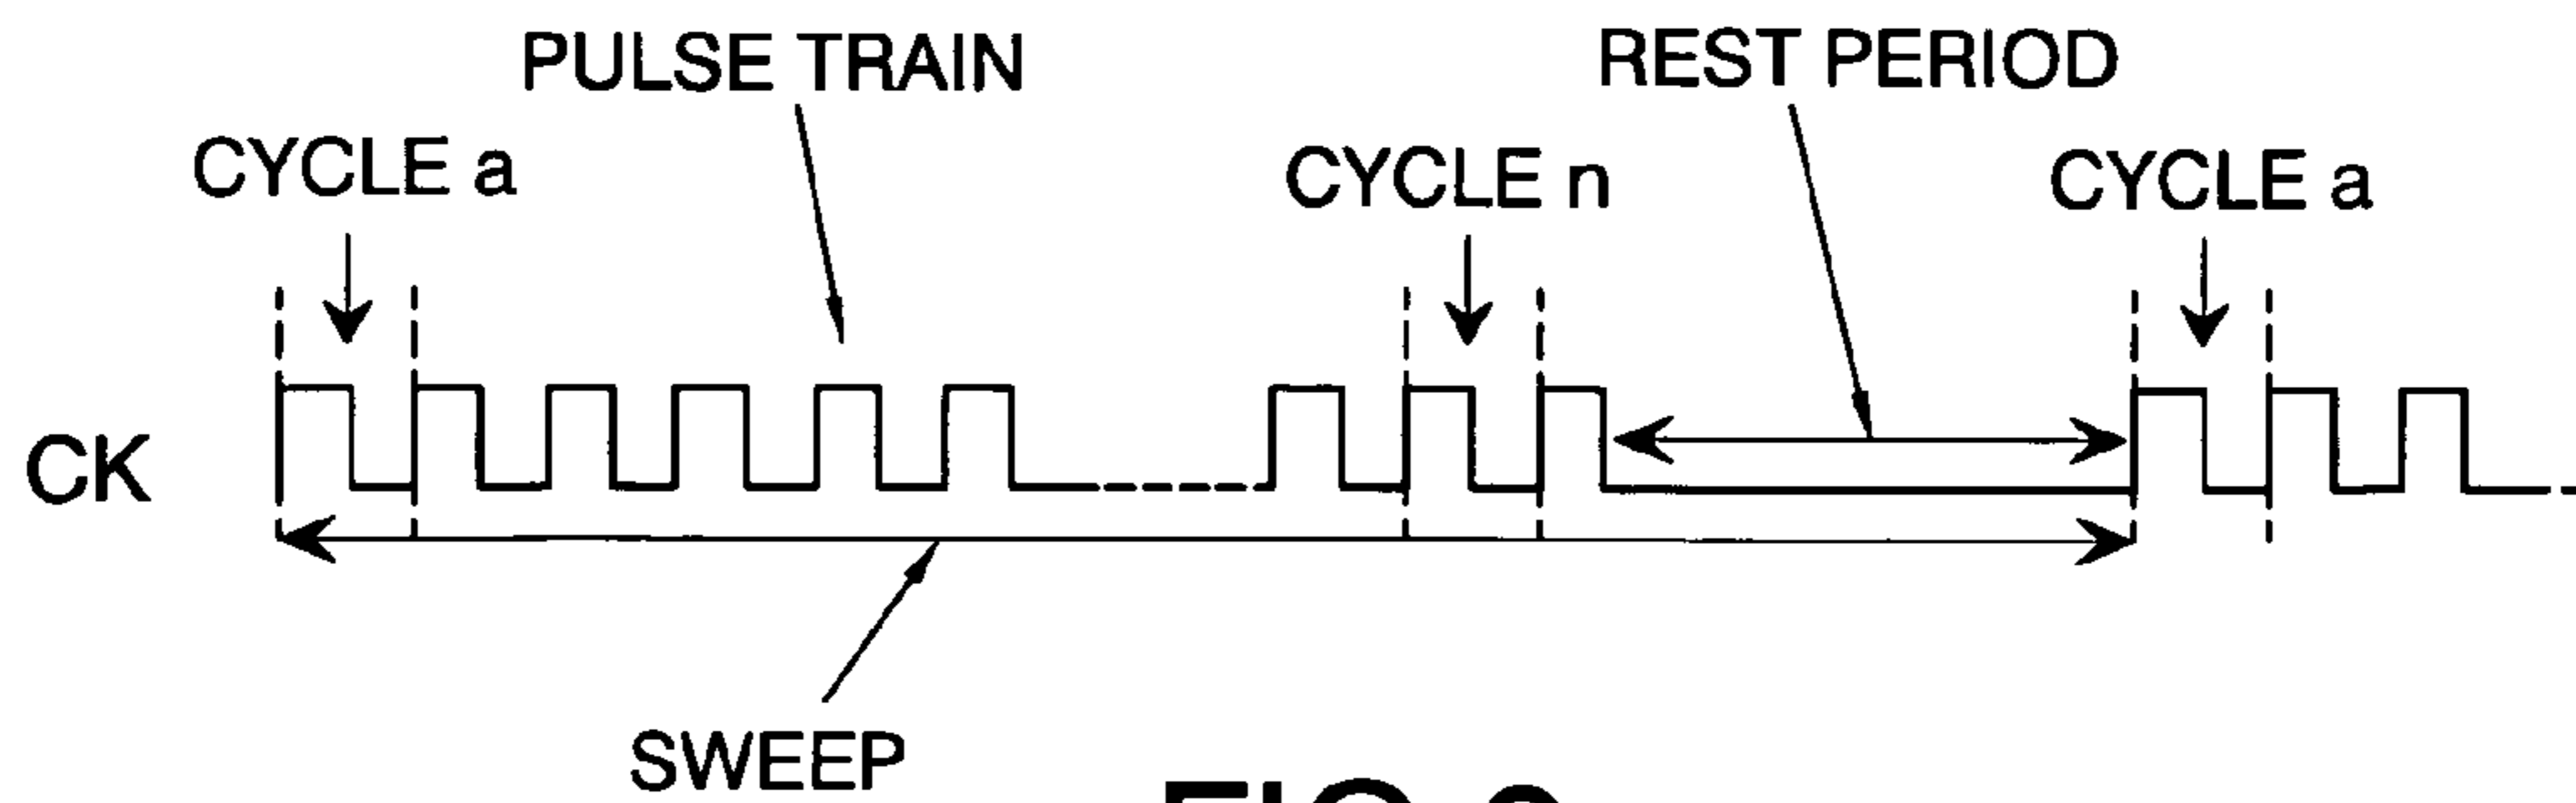 PULSE TRAIN
REST PERIOD
CYCLE a
CYCLE n
CYCLE a
CK
SWEEP